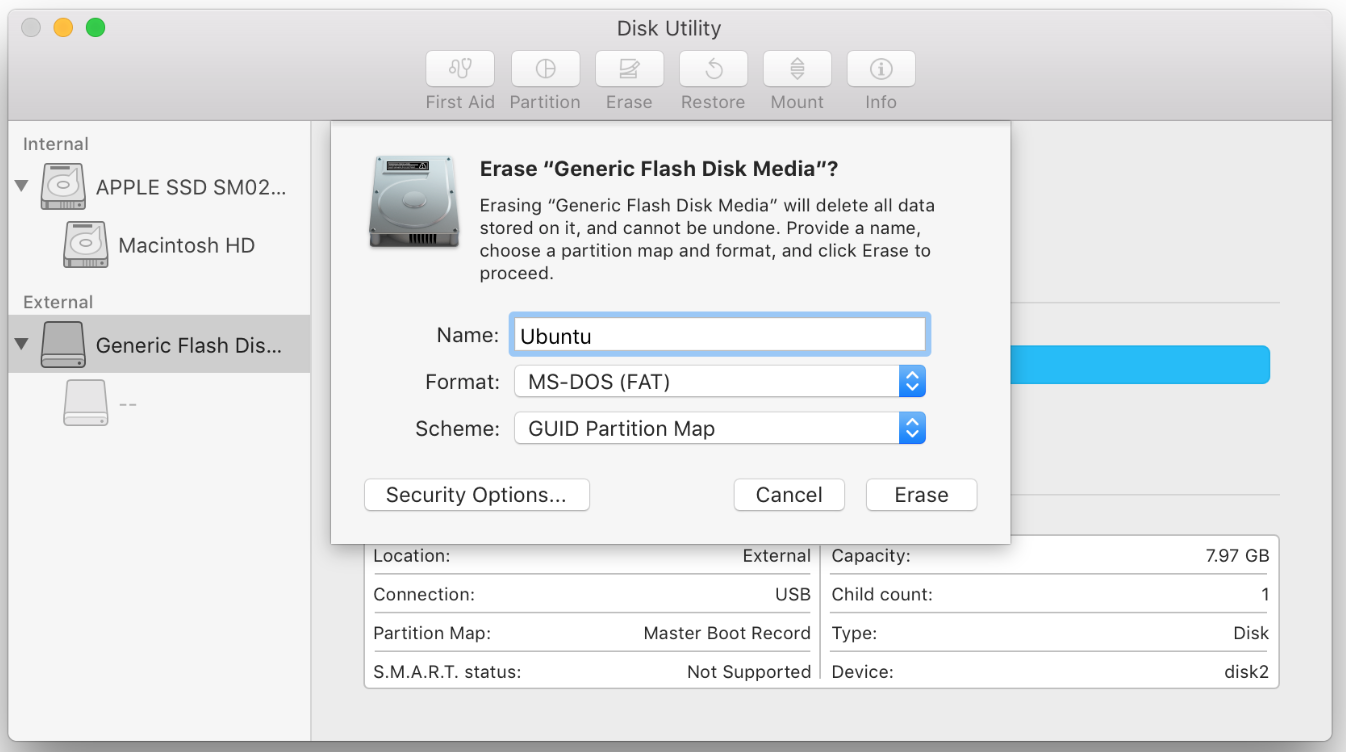 Disk Utility
First Aid
Partition
Erase
Restore
Mount
Info
Internal
APPLE SSD SM02...
Macintosh HD
External
Generic Flash Dis...
--
Erase “Generic Flash Disk Media”?
Erasing “Generic Flash Disk Media” will delete all data
stored on it, and cannot be undone. Provide a name,
choose a partition map and format, and click Erase to
proceed.
Name: Ubuntu
Format: MS-DOS (FAT)
Scheme: GUID Partition Map
Security Options...
Cancel
Erase
Location: External
Capacity: 7.97 GB
Connection: USB
Child count: 1
Partition Map: Master Boot Record
Type: Disk
S.M.A.R.T. status: Not Supported
Device: disk2